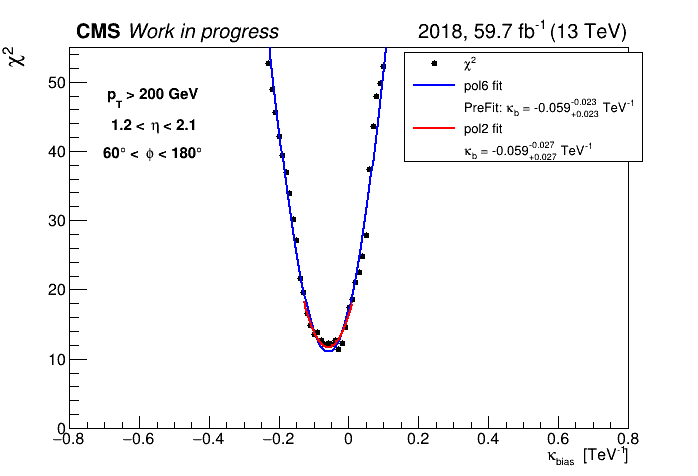 CMS Work in progress 2018, 59.7 fb⁻¹ (13 TeV)
χ²
p_T > 200 GeV
1.2 < η < 2.1
60° < φ < 180°
χ²
pol6 fit
PreFit: κ_b = -0.059 -0.023 +0.023 TeV⁻¹
pol2 fit
κ_b = -0.059 -0.027 +0.027 TeV⁻¹
50
40
30
20
10
0
−0.8 −0.6 −0.4 −0.2 0 0.2 0.4 0.6 0.8
κ_bias [TeV⁻¹]